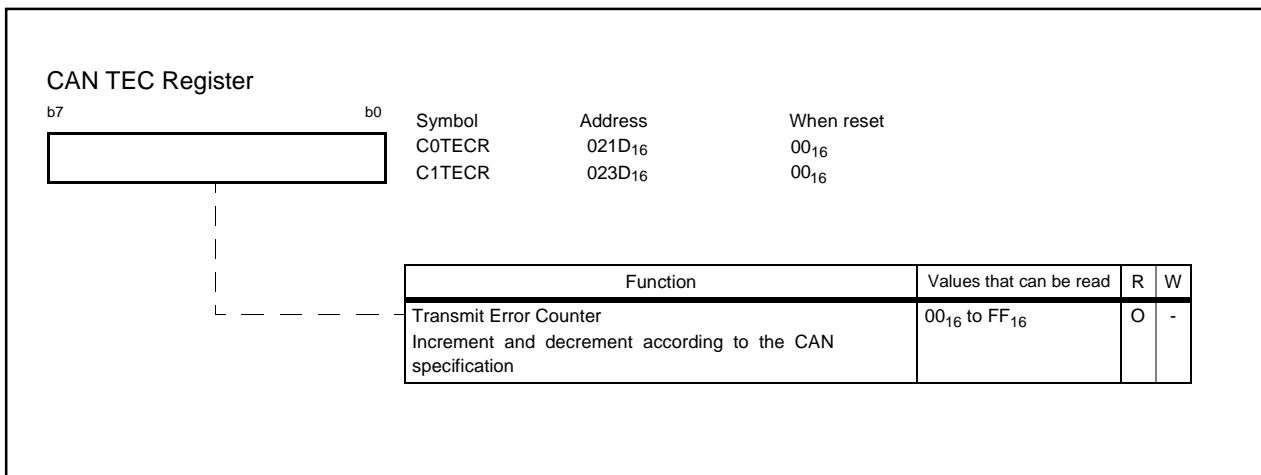 CAN TEC Register
b7 b0
Symbol Address When reset
C0TECR 021D16 0016
C1TECR 023D16 0016
Function Values that can be read R W
Transmit Error Counter 0016 to FF16 O -
Increment and decrement according to the CAN
specification